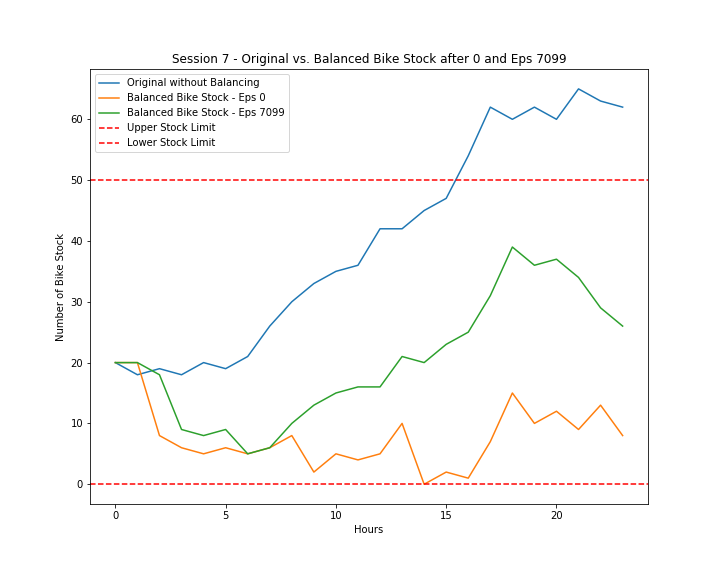 Session 7 - Original vs. Balanced Bike Stock after 0 and Eps 7099
Original without Balancing
Balanced Bike Stock - Eps 0
Balanced Bike Stock - Eps 7099
Upper Stock Limit
Lower Stock Limit
Number of Bike Stock
60
50
40
30
20
10
0
0 5 10 15 20
Hours